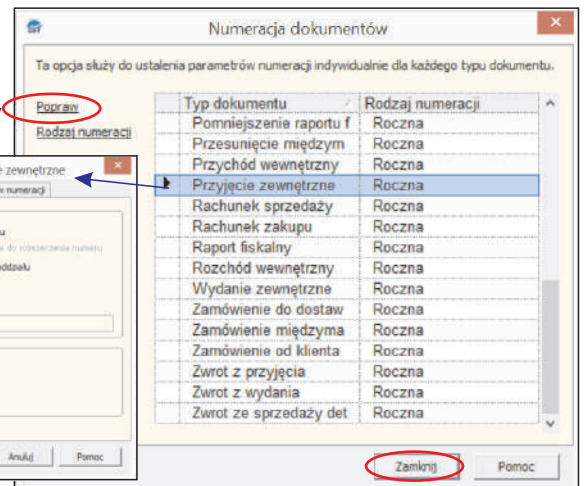 Numeracja dokumentów
Ta opcja służy do ustalenia parametrów numeracji indywidualnie dla każdego typu dokumentu.
Popraw
Rodzaj numeracji
Typ dokumentu Rodzaj numeracji
Pomniejszenie raportu f Roczna
Przesunięcie międzym Roczna
Przychód wewnętrzny Roczna
Przyjęcie zewnętrzne Roczna
Rachunek sprzedaży Roczna
Rachunek zakupu Roczna
Raport fiskalny Roczna
Rozchód wewnętrzny Roczna
Wydanie zewnętrzne Roczna
Zamówienie do dostaw Roczna
Zamówienie międzyma Roczna
Zamówienie od klienta Roczna
Zwrot z przyjęcia Roczna
Zwrot z wydania Roczna
Zwrot ze sprzedaży det Roczna
Zamknij Pomoc
e zewnętrzne
w numeracji
u
a do rozszerzenia numeru
oddziału
Anuluj Pomoc